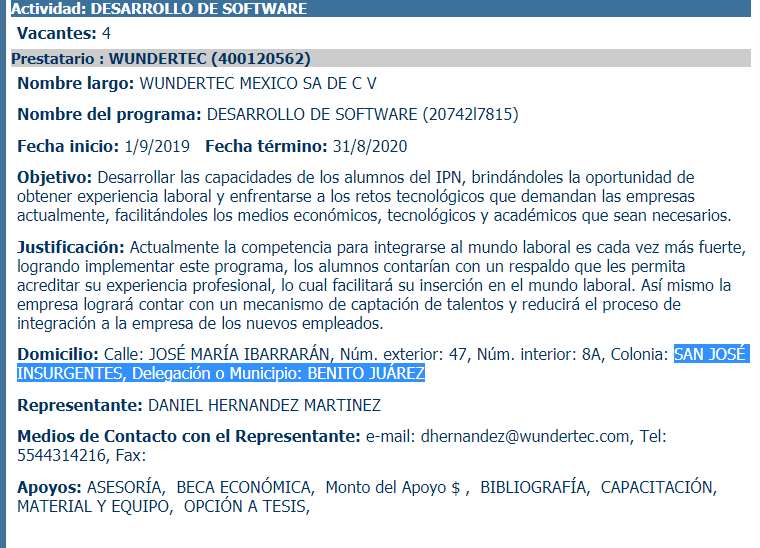 Actividad: DESARROLLO DE SOFTWARE
Vacantes: 4
Prestatario : WUNDERTEC (400120562)
Nombre largo: WUNDERTEC MEXICO SA DE C V
Nombre del programa: DESARROLLO DE SOFTWARE (20742l7815)
Fecha inicio: 1/9/2019 Fecha término: 31/8/2020
Objetivo: Desarrollar las capacidades de los alumnos del IPN, brindándoles la oportunidad de
obtener experiencia laboral y enfrentarse a los retos tecnológicos que demandan las empresas
actualmente, facilitándoles los medios económicos, tecnológicos y académicos que sean necesarios.
Justificación: Actualmente la competencia para integrarse al mundo laboral es cada vez más fuerte,
logrando implementar este programa, los alumnos contarían con un respaldo que les permita
acreditar su experiencia profesional, lo cual facilitará su inserción en el mundo laboral. Así mismo la
empresa logrará contar con un mecanismo de captación de talentos y reducirá el proceso de
integración a la empresa de los nuevos empleados.
Domicilio: Calle: JOSÉ MARÍA IBARRARÁN, Núm. exterior: 47, Núm. interior: 8A, Colonia: SAN JOSÉ
INSURGENTES, Delegación o Municipio: BENITO JUÁREZ
Representante: DANIEL HERNANDEZ MARTINEZ
Medios de Contacto con el Representante: e-mail: dhernandez@wundertec.com, Tel:
5544314216, Fax:
Apoyos: ASESORÍA, BECA ECONÓMICA, Monto del Apoyo $ , BIBLIOGRAFÍA, CAPACITACIÓN,
MATERIAL Y EQUIPO, OPCIÓN A TESIS,